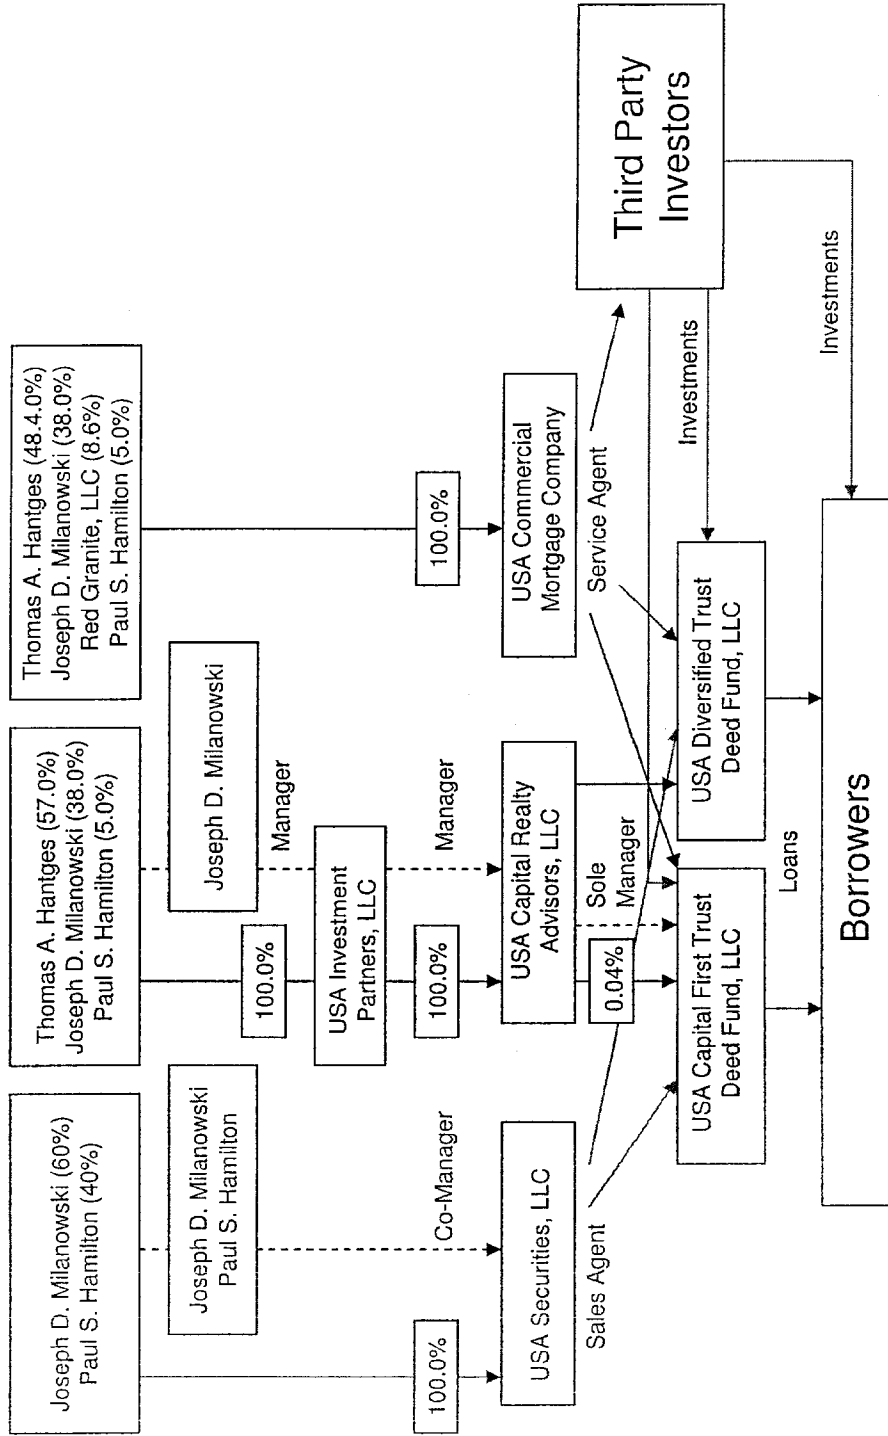 Joseph D. Milanowski (60%)
Paul S. Hamilton (40%)
Thomas A. Hantges (57.0%)
Joseph D. Milanowski (38.0%)
Paul S. Hamilton (5.0%)
Thomas A. Hantges (48.4.0%)
Joseph D. Milanowski (38.0%)
Red Granite, LLC (8.6%)
Paul S. Hamilton (5.0%)
Joseph D. Milanowski
Paul S. Hamilton
Joseph D. Milanowski
100.0%
Manager
USA Investment
Partners, LLC
100.0%
Co-Manager
100.0%
Manager
100.0%
USA Securities, LLC
USA Capital Realty
Advisors, LLC
USA Commercial
Mortgage Company
Third Party
Investors
Sales Agent
0.04%
Sole
Manager
Service Agent
USA Capital First Trust
Deed Fund, LLC
USA Diversified Trust
Deed Fund, LLC
Investments
Loans
Investments
Borrowers